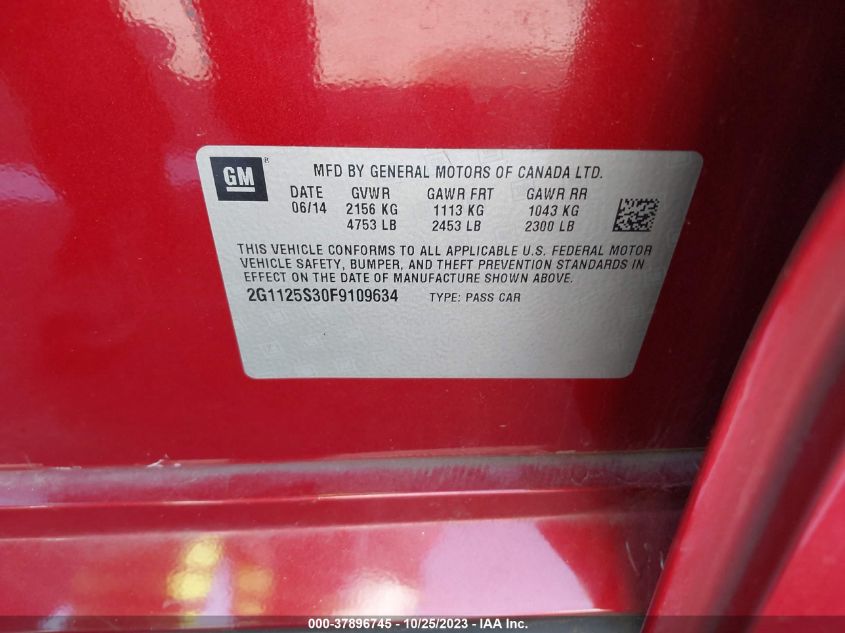 GM ® MFD BY GENERAL MOTORS OF CANADA LTD.
DATE GVWR GAWR FRT GAWR RR
06/14 2156 KG 1113 KG 1043 KG
4753 LB 2453 LB 2300 LB
THIS VEHICLE CONFORMS TO ALL APPLICABLE U.S. FEDERAL MOTOR
VEHICLE SAFETY, BUMPER, AND THEFT PREVENTION STANDARDS IN
EFFECT ON THE DATE OF MANUFACTURE SHOWN ABOVE.
2G1125S30F9109634 TYPE: PASS CAR
000-37896745 - 10/25/2023 - IAA Inc.